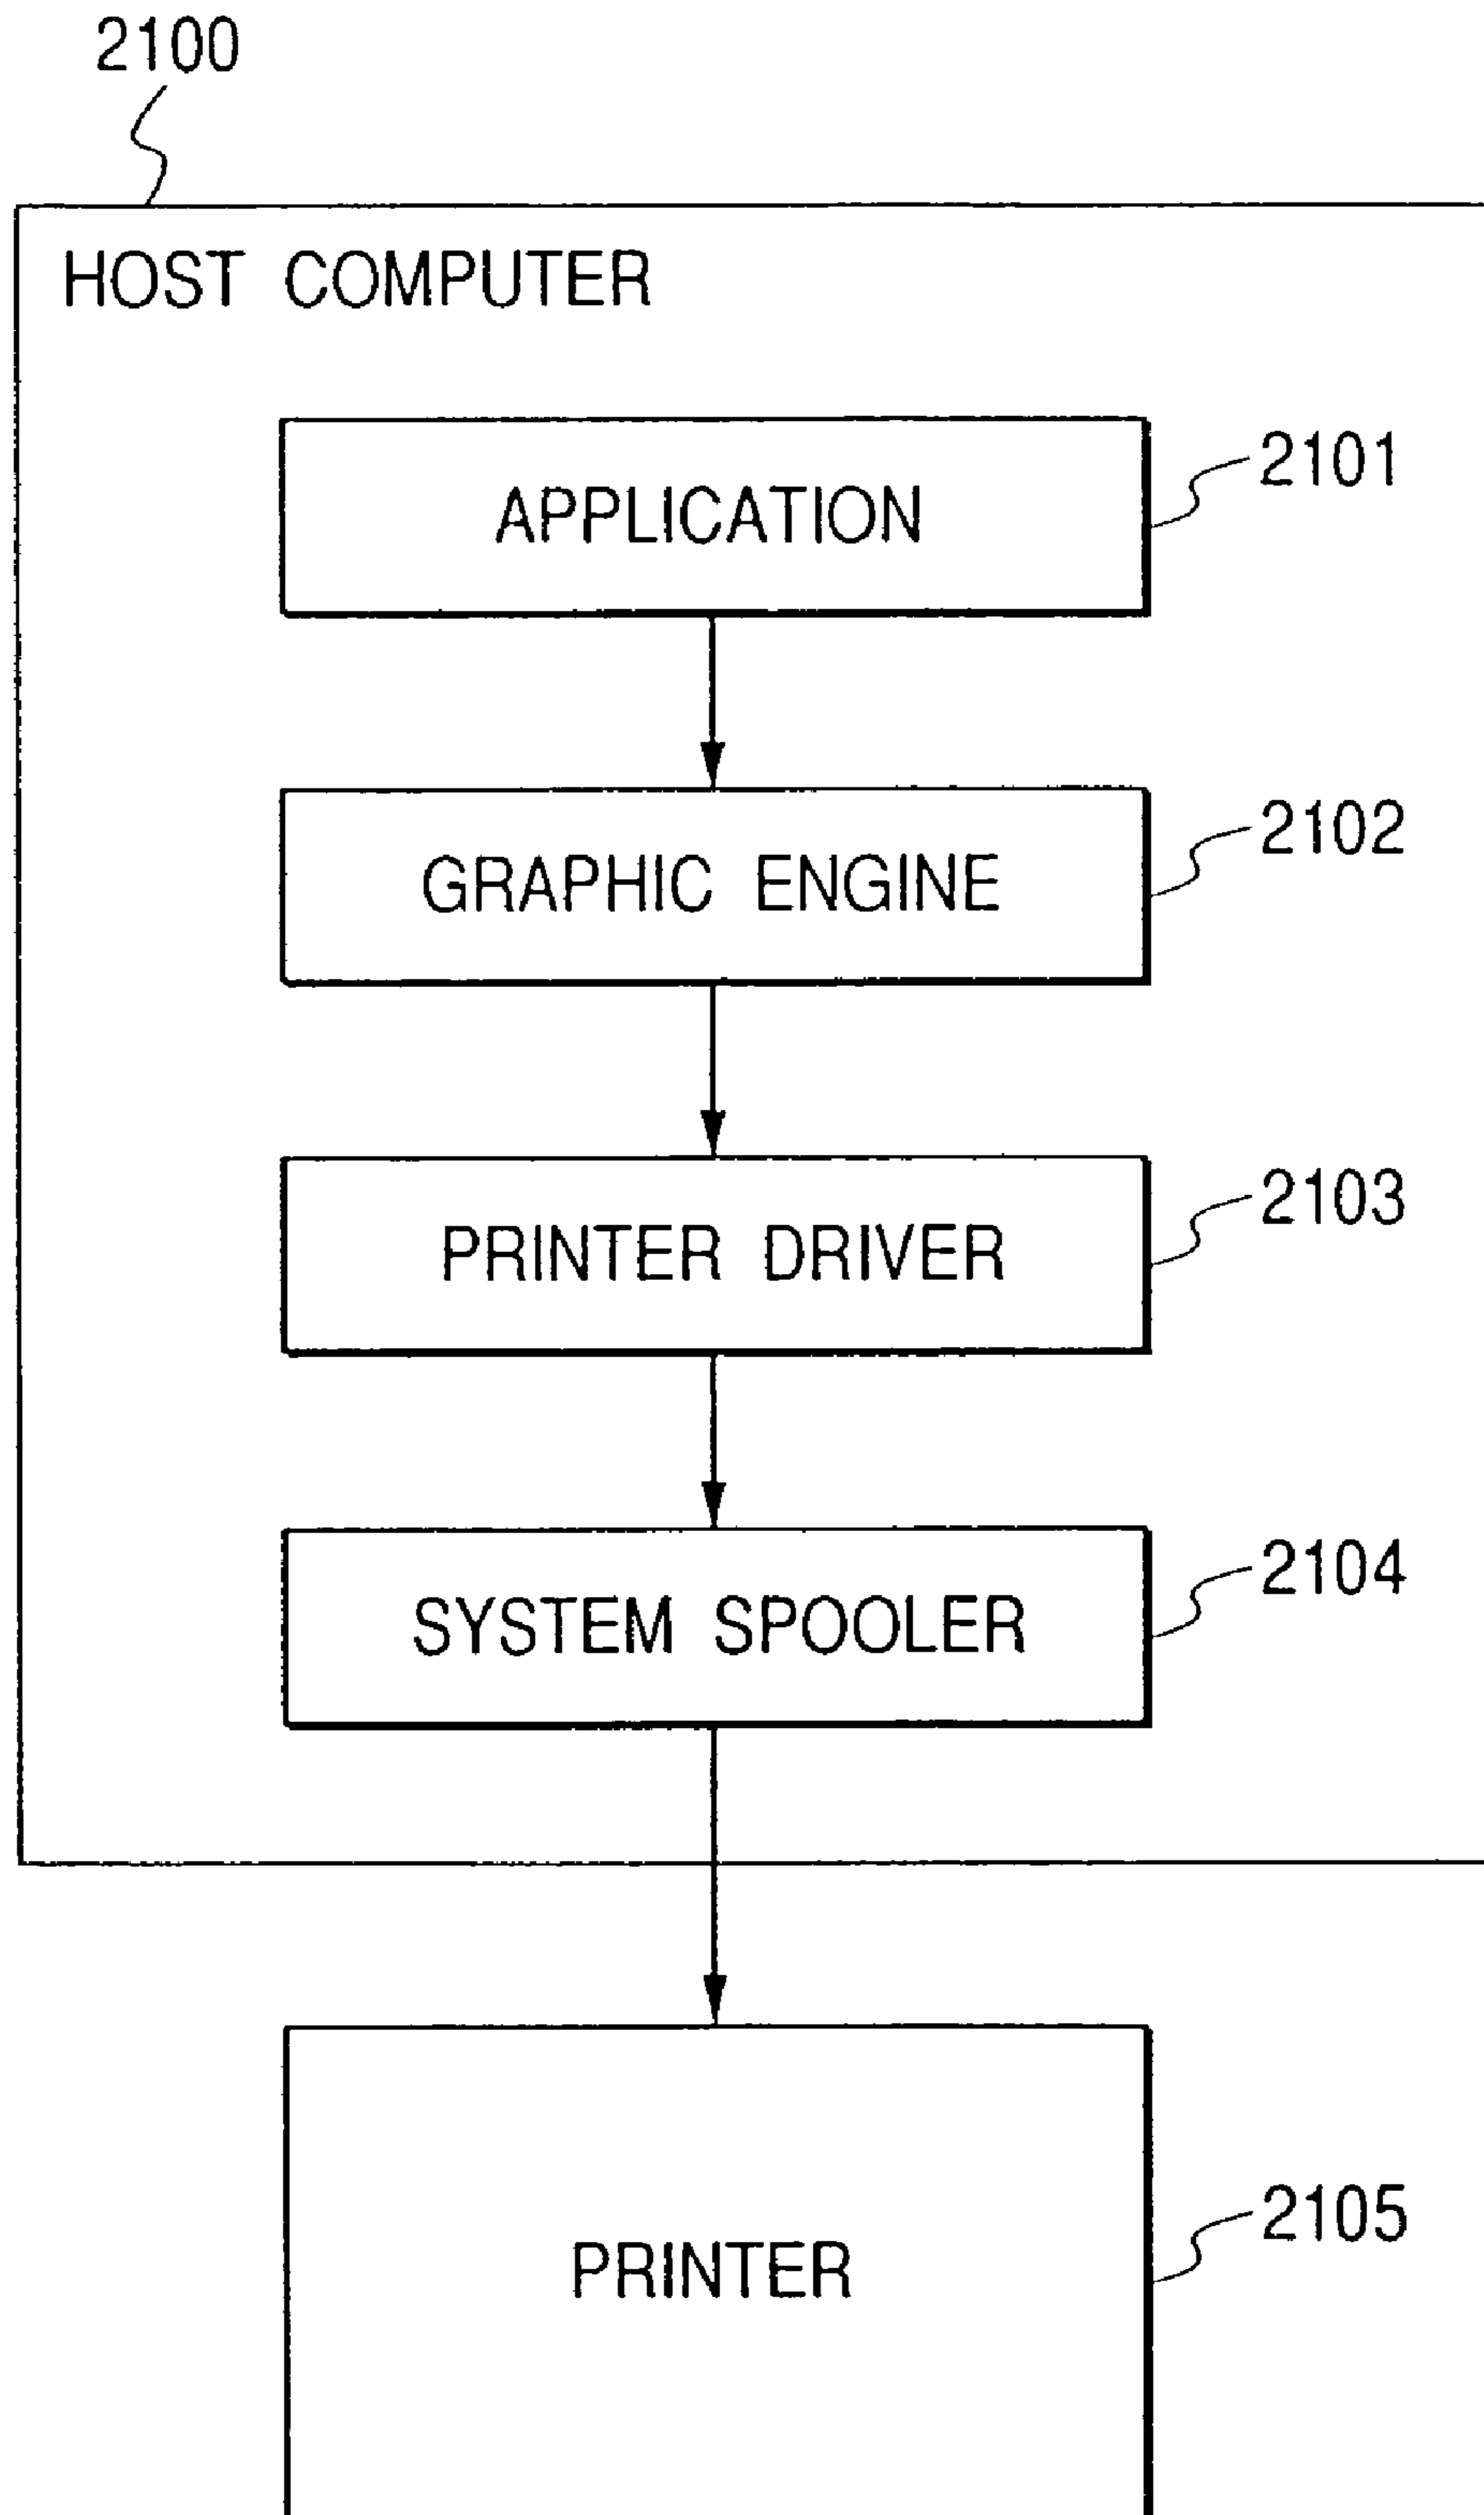 2100
HOST COMPUTER
APPLICATION
2101
GRAPHIC ENGINE
2102
PRINTER DRIVER
2103
SYSTEM SPOOLER
2104
PRINTER
2105